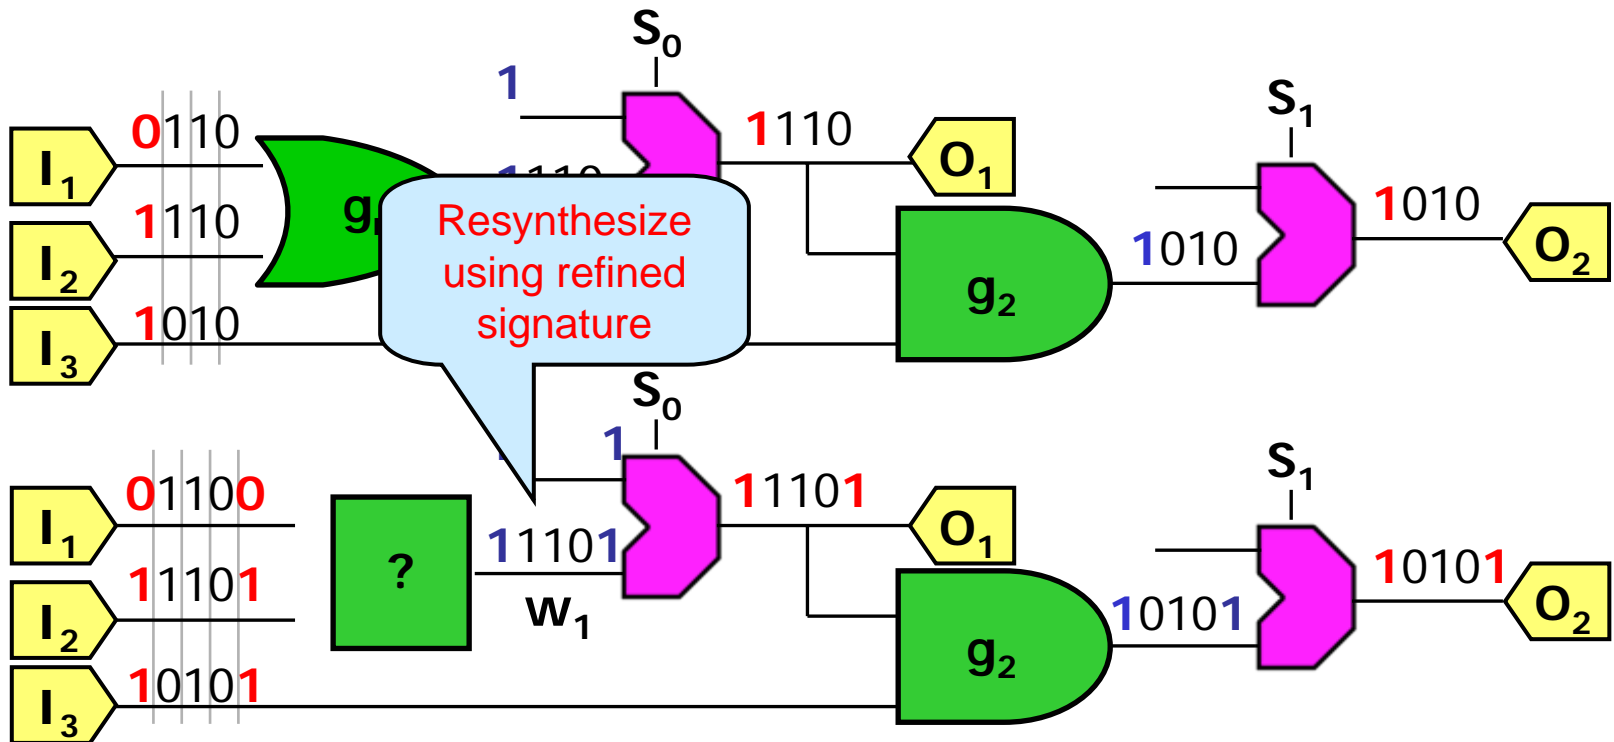 S0
1
S1
0110
1110
I1
O1
1110
1010
I2
1010
O2
g
Resynthesize
using refined
signature
g2
1010
I3
S0
1
S1
01100
11101
I1
O1
11101
?
11101
10101
I2
w1
10101
O2
g2
10101
I3